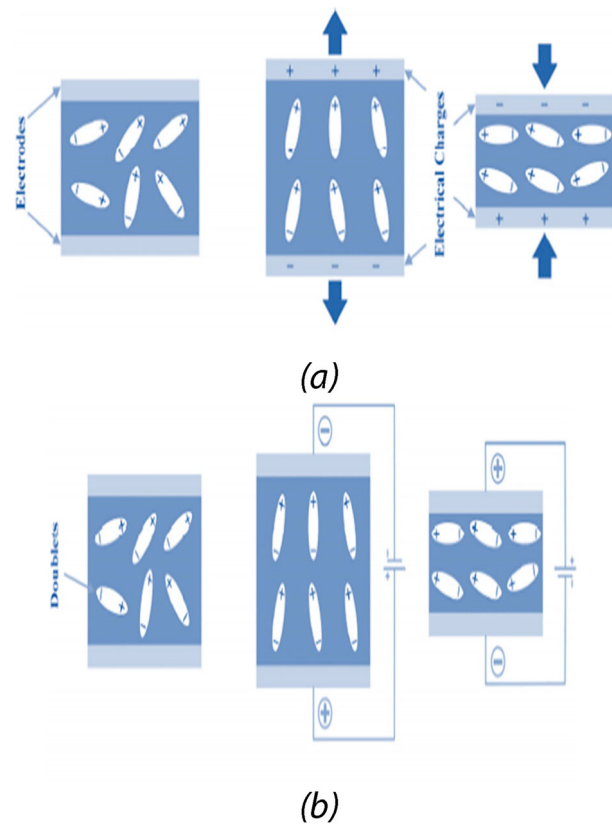 Electrodes
+ + +
- - -
Electrical Charges
- - -
+ + +
(a)
Doublets
−
+
- +
+
−
+ -
(b)